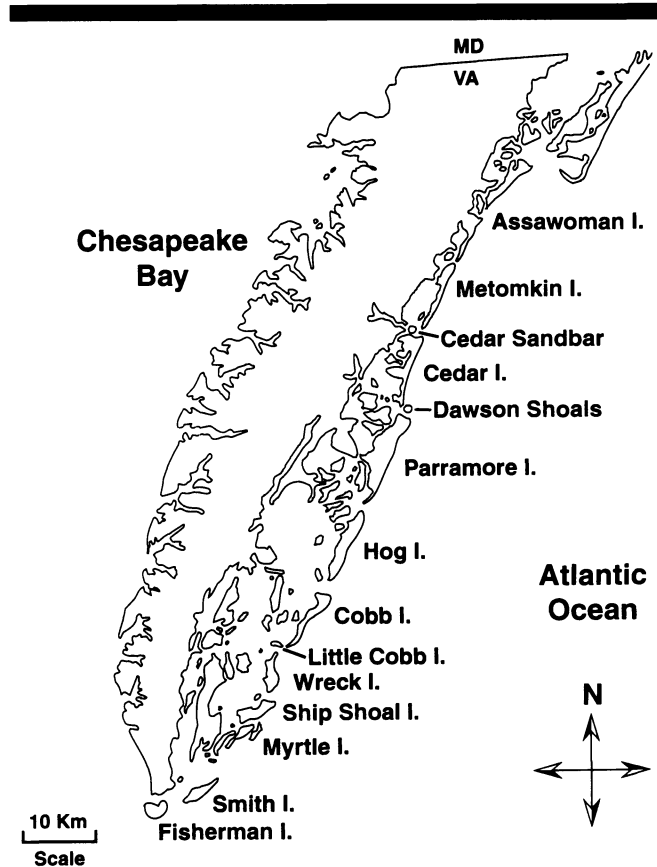 MD
VA
Chesapeake
Bay
Assawoman I.
Metomkin I.
Cedar Sandbar
Cedar I.
Dawson Shoals
Parramore I.
Hog I.
Atlantic
Ocean
Cobb I.
Little Cobb I.
Wreck I.
Ship Shoal I.
Myrtle I.
N
Smith I.
Fisherman I.
10 Km
Scale